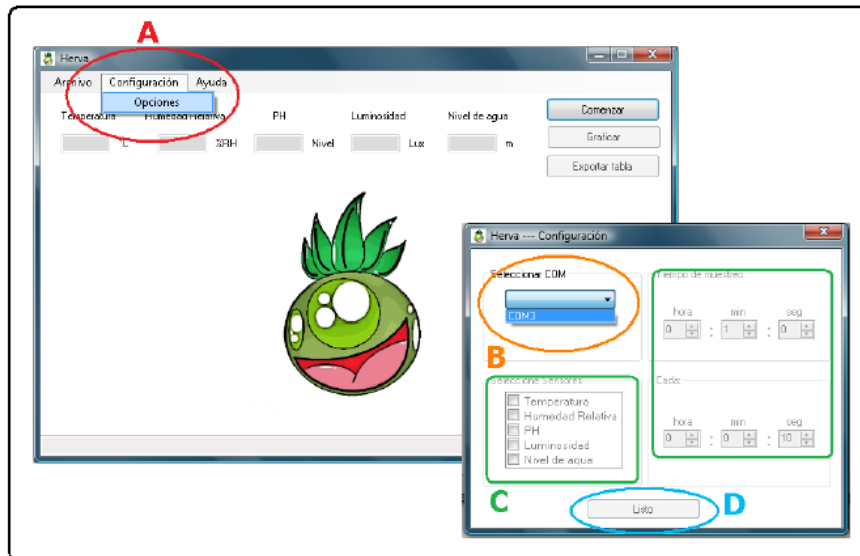 A
Herva
Archivo Configuración Ayuda
Opciones
Temperatura Humedad Relativa PH Luminosidad Nivel de agua
°C %RH Nivel Lux m
Comenzar
Graficar
Exportar tabla
Herva --- Configuración
Seleccionar COM
COM3
B
Tiempo de muestreo:
hora min seg
0 : 1 : 0
Seleccione Sensores
Temperatura
Humedad Relativa
PH
Luminosidad
Nivel de agua
C
Cada:
hora min seg
0 : 0 : 10
Listo
D